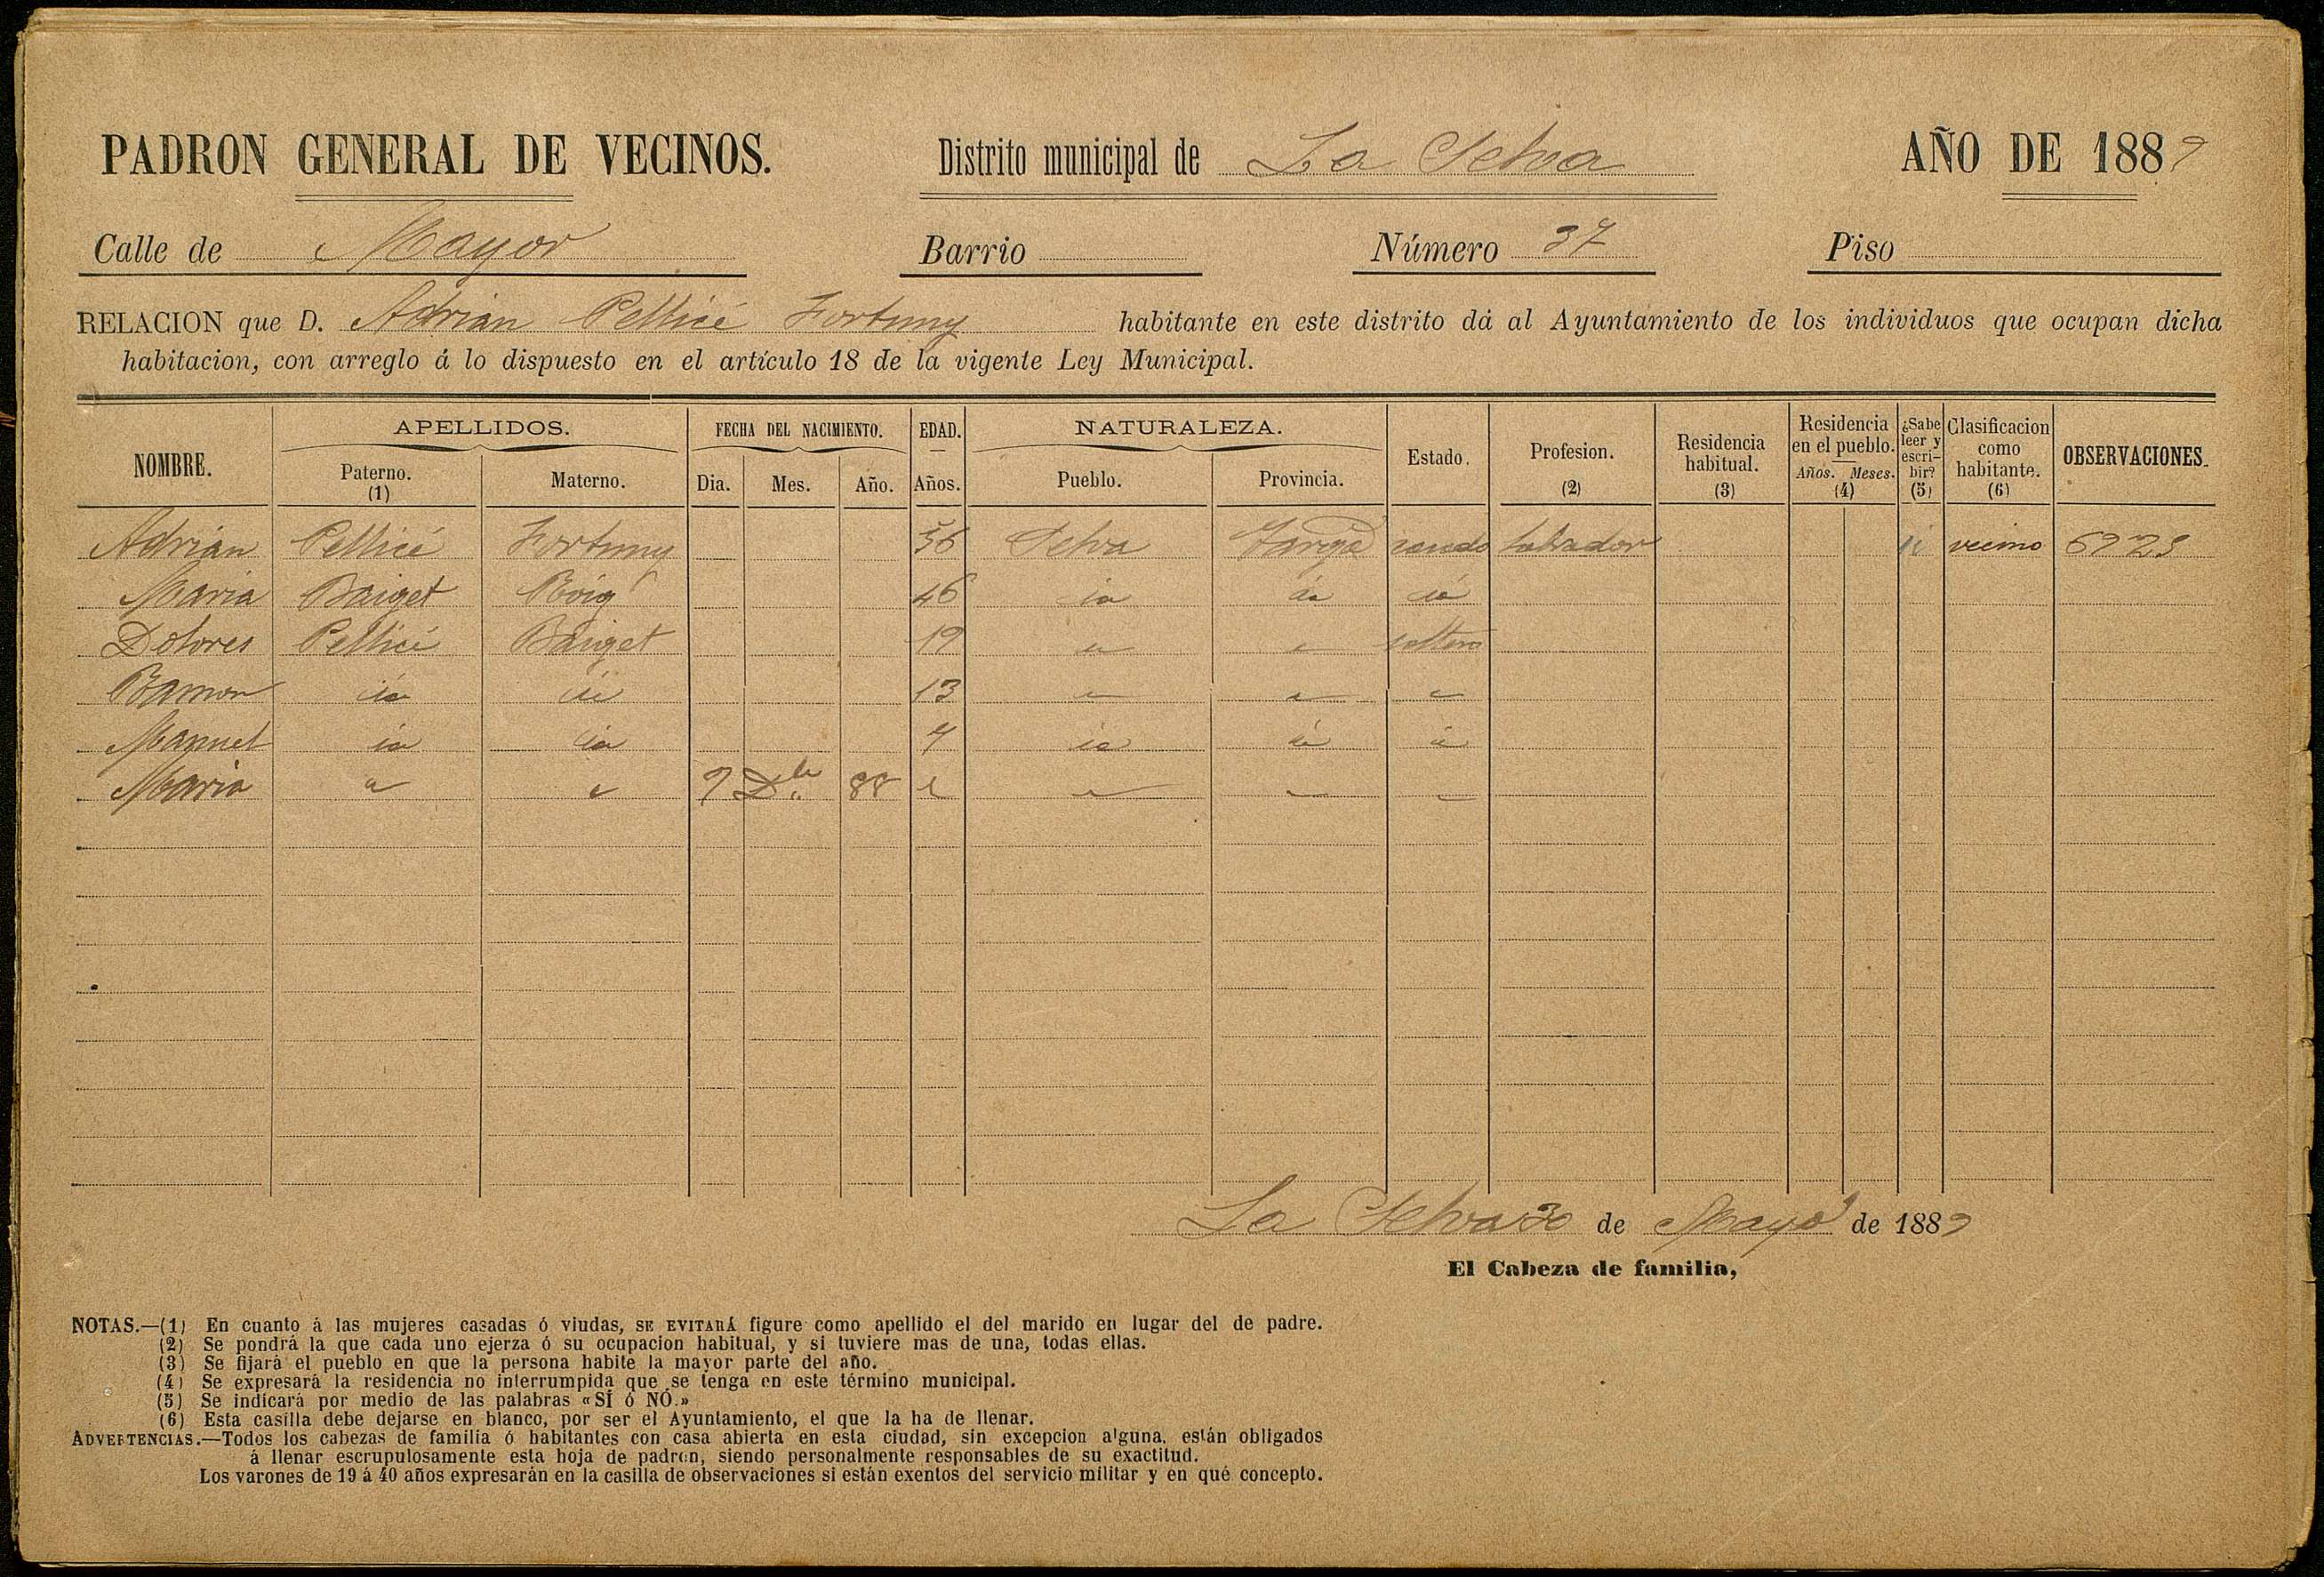 PADRON GENERAL DE VECINOS. Distrito municipal de La Selva AÑO DE 1889
Calle de Mayor Barrio Número 37 Piso
RELACION que D. Adrian Pellicé Fortuny habitante en este distrito dá al Ayuntamiento de los individuos que ocupan dicha
habitacion, con arreglo á lo dispuesto en el artículo 18 de la vigente Ley Municipal.
NOMBRE. APELLIDOS. Paterno. (1) Materno. FECHA DEL NACIMIENTO. Dia. Mes. Año. EDAD. Años. NATURALEZA. Pueblo. Provincia. Estado. Profesion. (2) Residencia habitual. (3) Residencia en el pueblo. Años. Meses. (4) ¿Sabe leer y escribir? (5) Clasificacion como habitante. (6) OBSERVACIONES.
Adrian Pellicé Fortuny 56 Selva Tarrga casado labrador si vecino 6923
Maria Baiget Roig 46 id id id
Dolores Pellicé Baiget 19 " " soltera
Ramon id id 13 " " "
Manuel id id 4 id id id
Maria " " 9 Dbe 88 " " " "
La Selva 30 de Mayo de 1889
El Cabeza de familia,
NOTAS.—(1) En cuanto á las mujeres casadas ó viudas, SE EVITARÁ figure como apellido el del marido en lugar del de padre.
(2) Se pondrá la que cada uno ejerza ó su ocupacion habitual, y si tuviere mas de una, todas ellas.
(3) Se fijará el pueblo en que la persona habite la mayor parte del año.
(4) Se expresará la residencia no interrumpida que se tenga en este término municipal.
(5) Se indicará por medio de las palabras «SÍ ó NÓ.»
(6) Esta casilla debe dejarse en blanco, por ser el Ayuntamiento, el que la ha de llenar.
ADVERTENCIAS.—Todos los cabezas de familia ó habitantes con casa abierta en esta ciudad, sin excepcion alguna, están obligados
á llenar escrupulosamente esta hoja de padron, siendo personalmente responsables de su exactitud.
Los varones de 19 á 40 años expresarán en la casilla de observaciones si están exentos del servicio militar y en qué concepto.